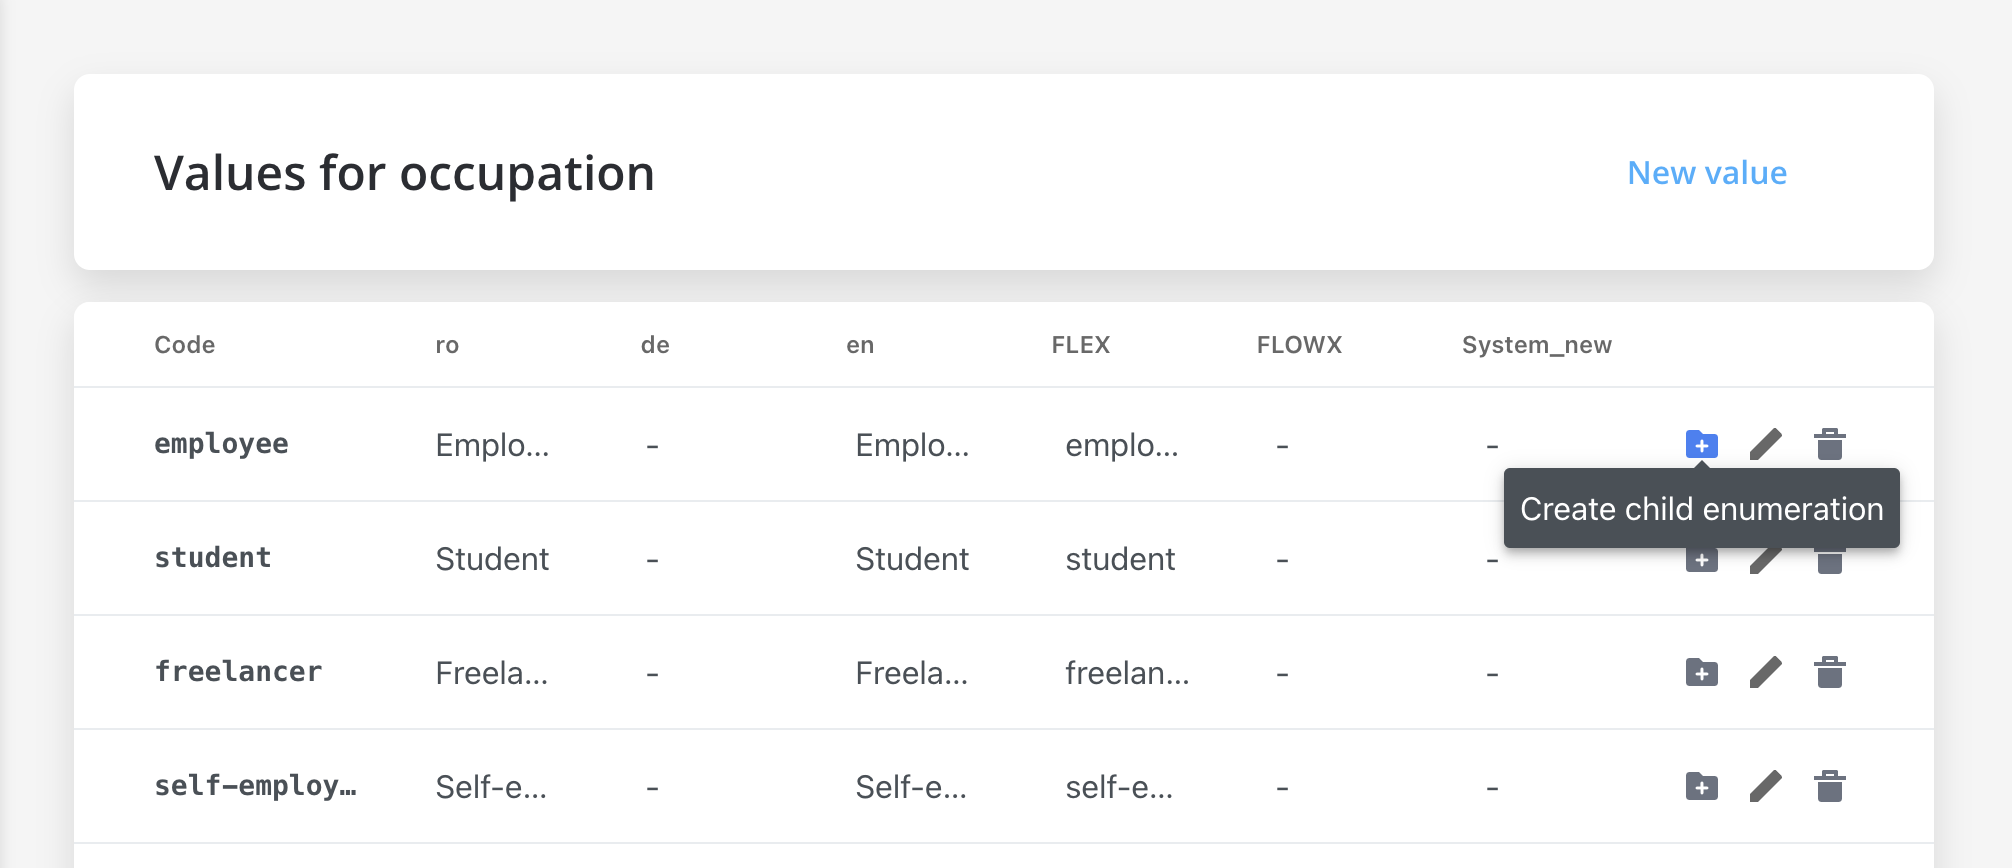 Values for occupation
New value
Code ro de en FLEX FLOWX System_new
employee Emplo... - Emplo... emplo... - -
Create child enumeration
student Student - Student student - -
freelancer Freela... - Freela... freelan... - -
self-employ… Self-e... - Self-e... self-e... - -